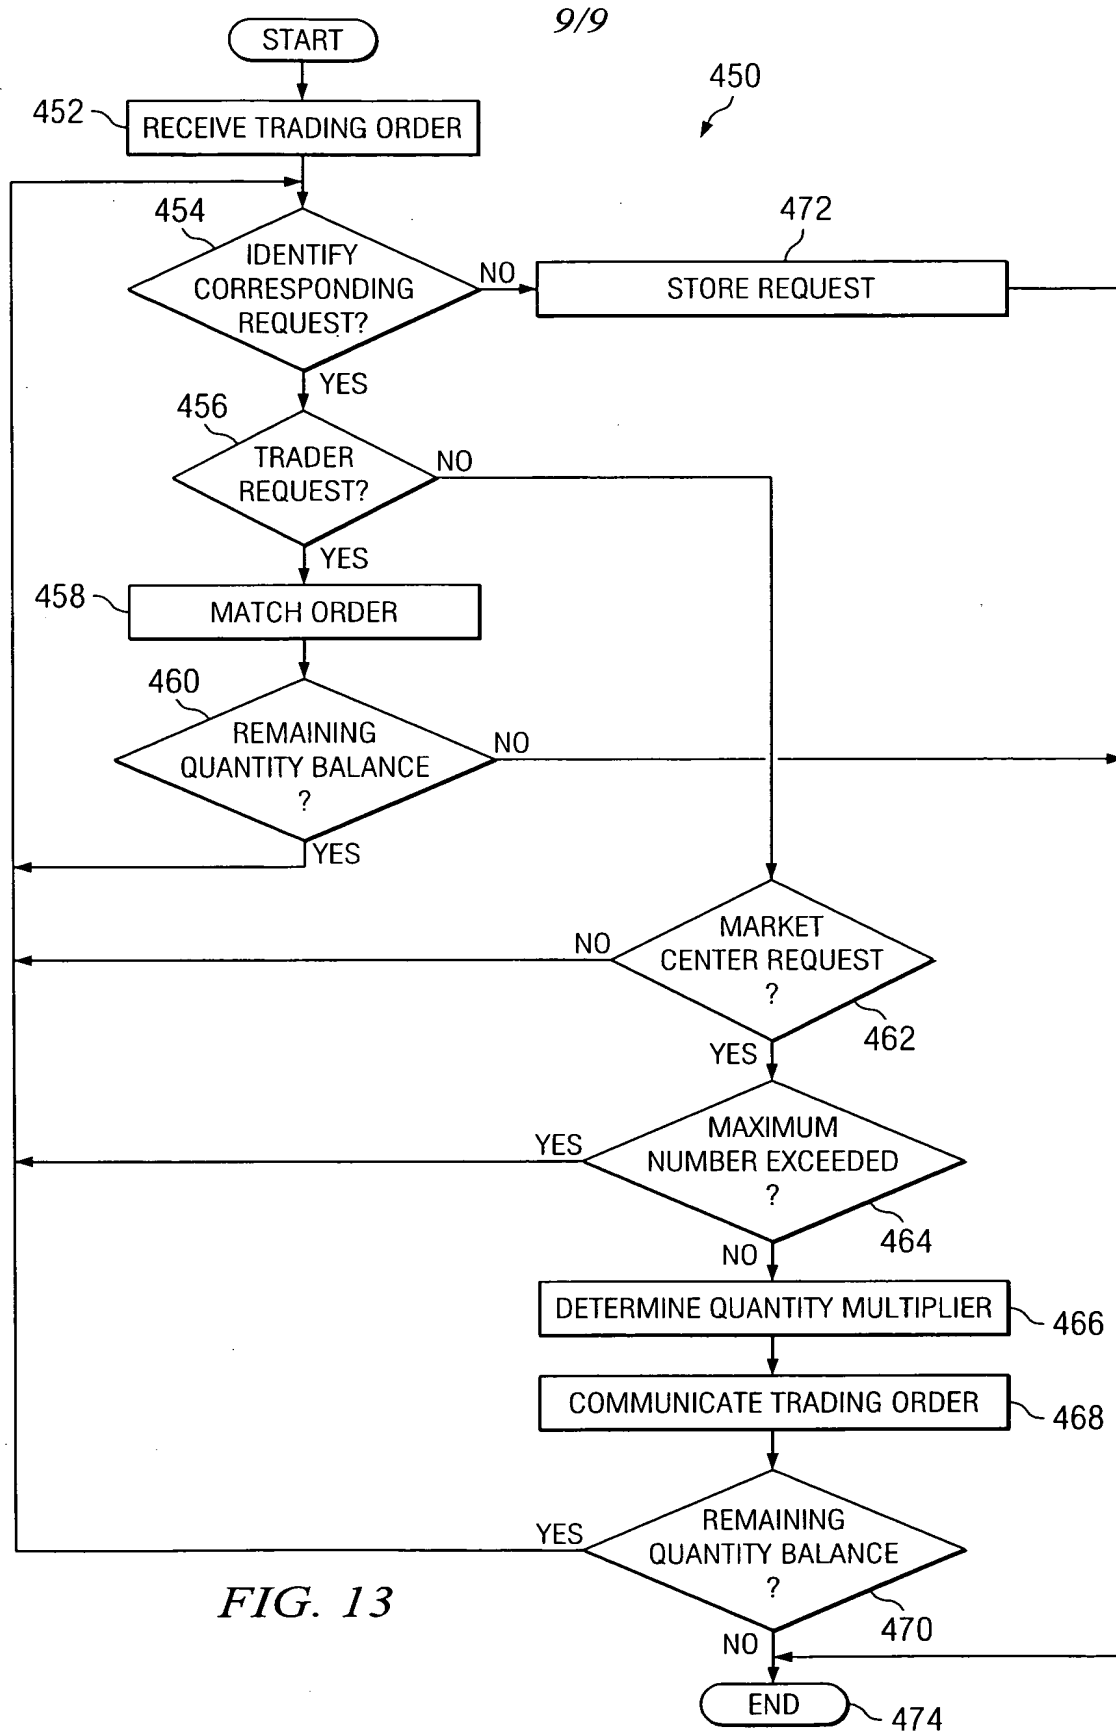 9/9
START
450
452
RECEIVE TRADING ORDER
454
472
IDENTIFY
CORRESPONDING
REQUEST?
NO
STORE REQUEST
YES
456
TRADER
REQUEST?
NO
YES
458
MATCH ORDER
460
REMAINING
QUANTITY BALANCE
?
NO
YES
MARKET
CENTER REQUEST
?
NO
462
YES
MAXIMUM
NUMBER EXCEEDED
?
YES
464
NO
DETERMINE QUANTITY MULTIPLIER
466
COMMUNICATE TRADING ORDER
468
REMAINING
QUANTITY BALANCE
?
YES
470
FIG. 13
NO
END
474